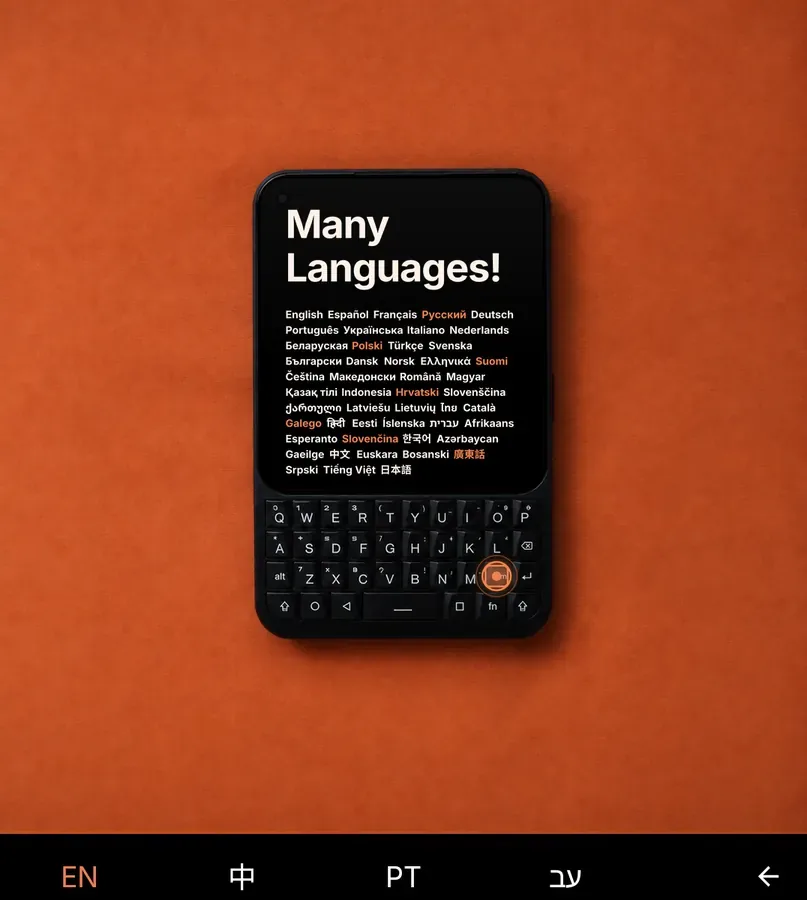 Many
Languages!
English Español Français Русский Deutsch
Português Українська Italiano Nederlands
Беларуская Polski Türkçe Svenska
Български Dansk Norsk Ελληνικά Suomi
Čeština Македонски Română Magyar
Қазақ тілі Indonesia Hrvatski Slovenščina
ქართული Latviešu Lietuvių ไทย Català
Galego हिंदी Eesti Íslenska עברית Afrikaans
Esperanto Slovenčina 한국어 Azərbaycan
Gaeilge 中文 Euskara Bosanski 廣東話
Srpski Tiếng Việt 日本語
Q W E R T Y U I O P
A S D F G H J K L
alt Z X C V B N M
fn
EN 中 PT עב